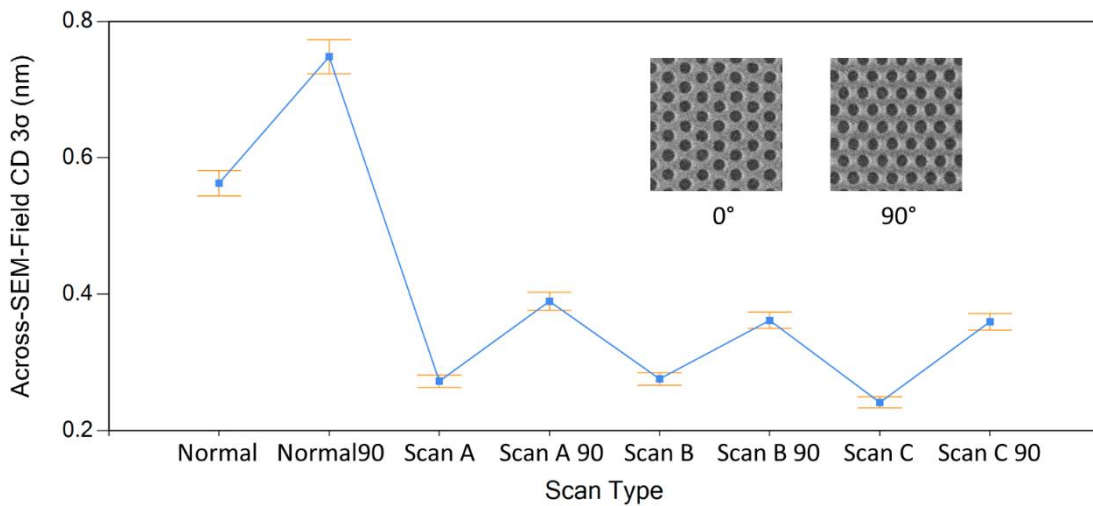 Across-SEM-Field CD 3σ (nm)
0.8
0.6
0.4
0.2
0°
90°
Normal
Normal90
Scan A
Scan A 90
Scan B
Scan B 90
Scan C
Scan C 90
Scan Type